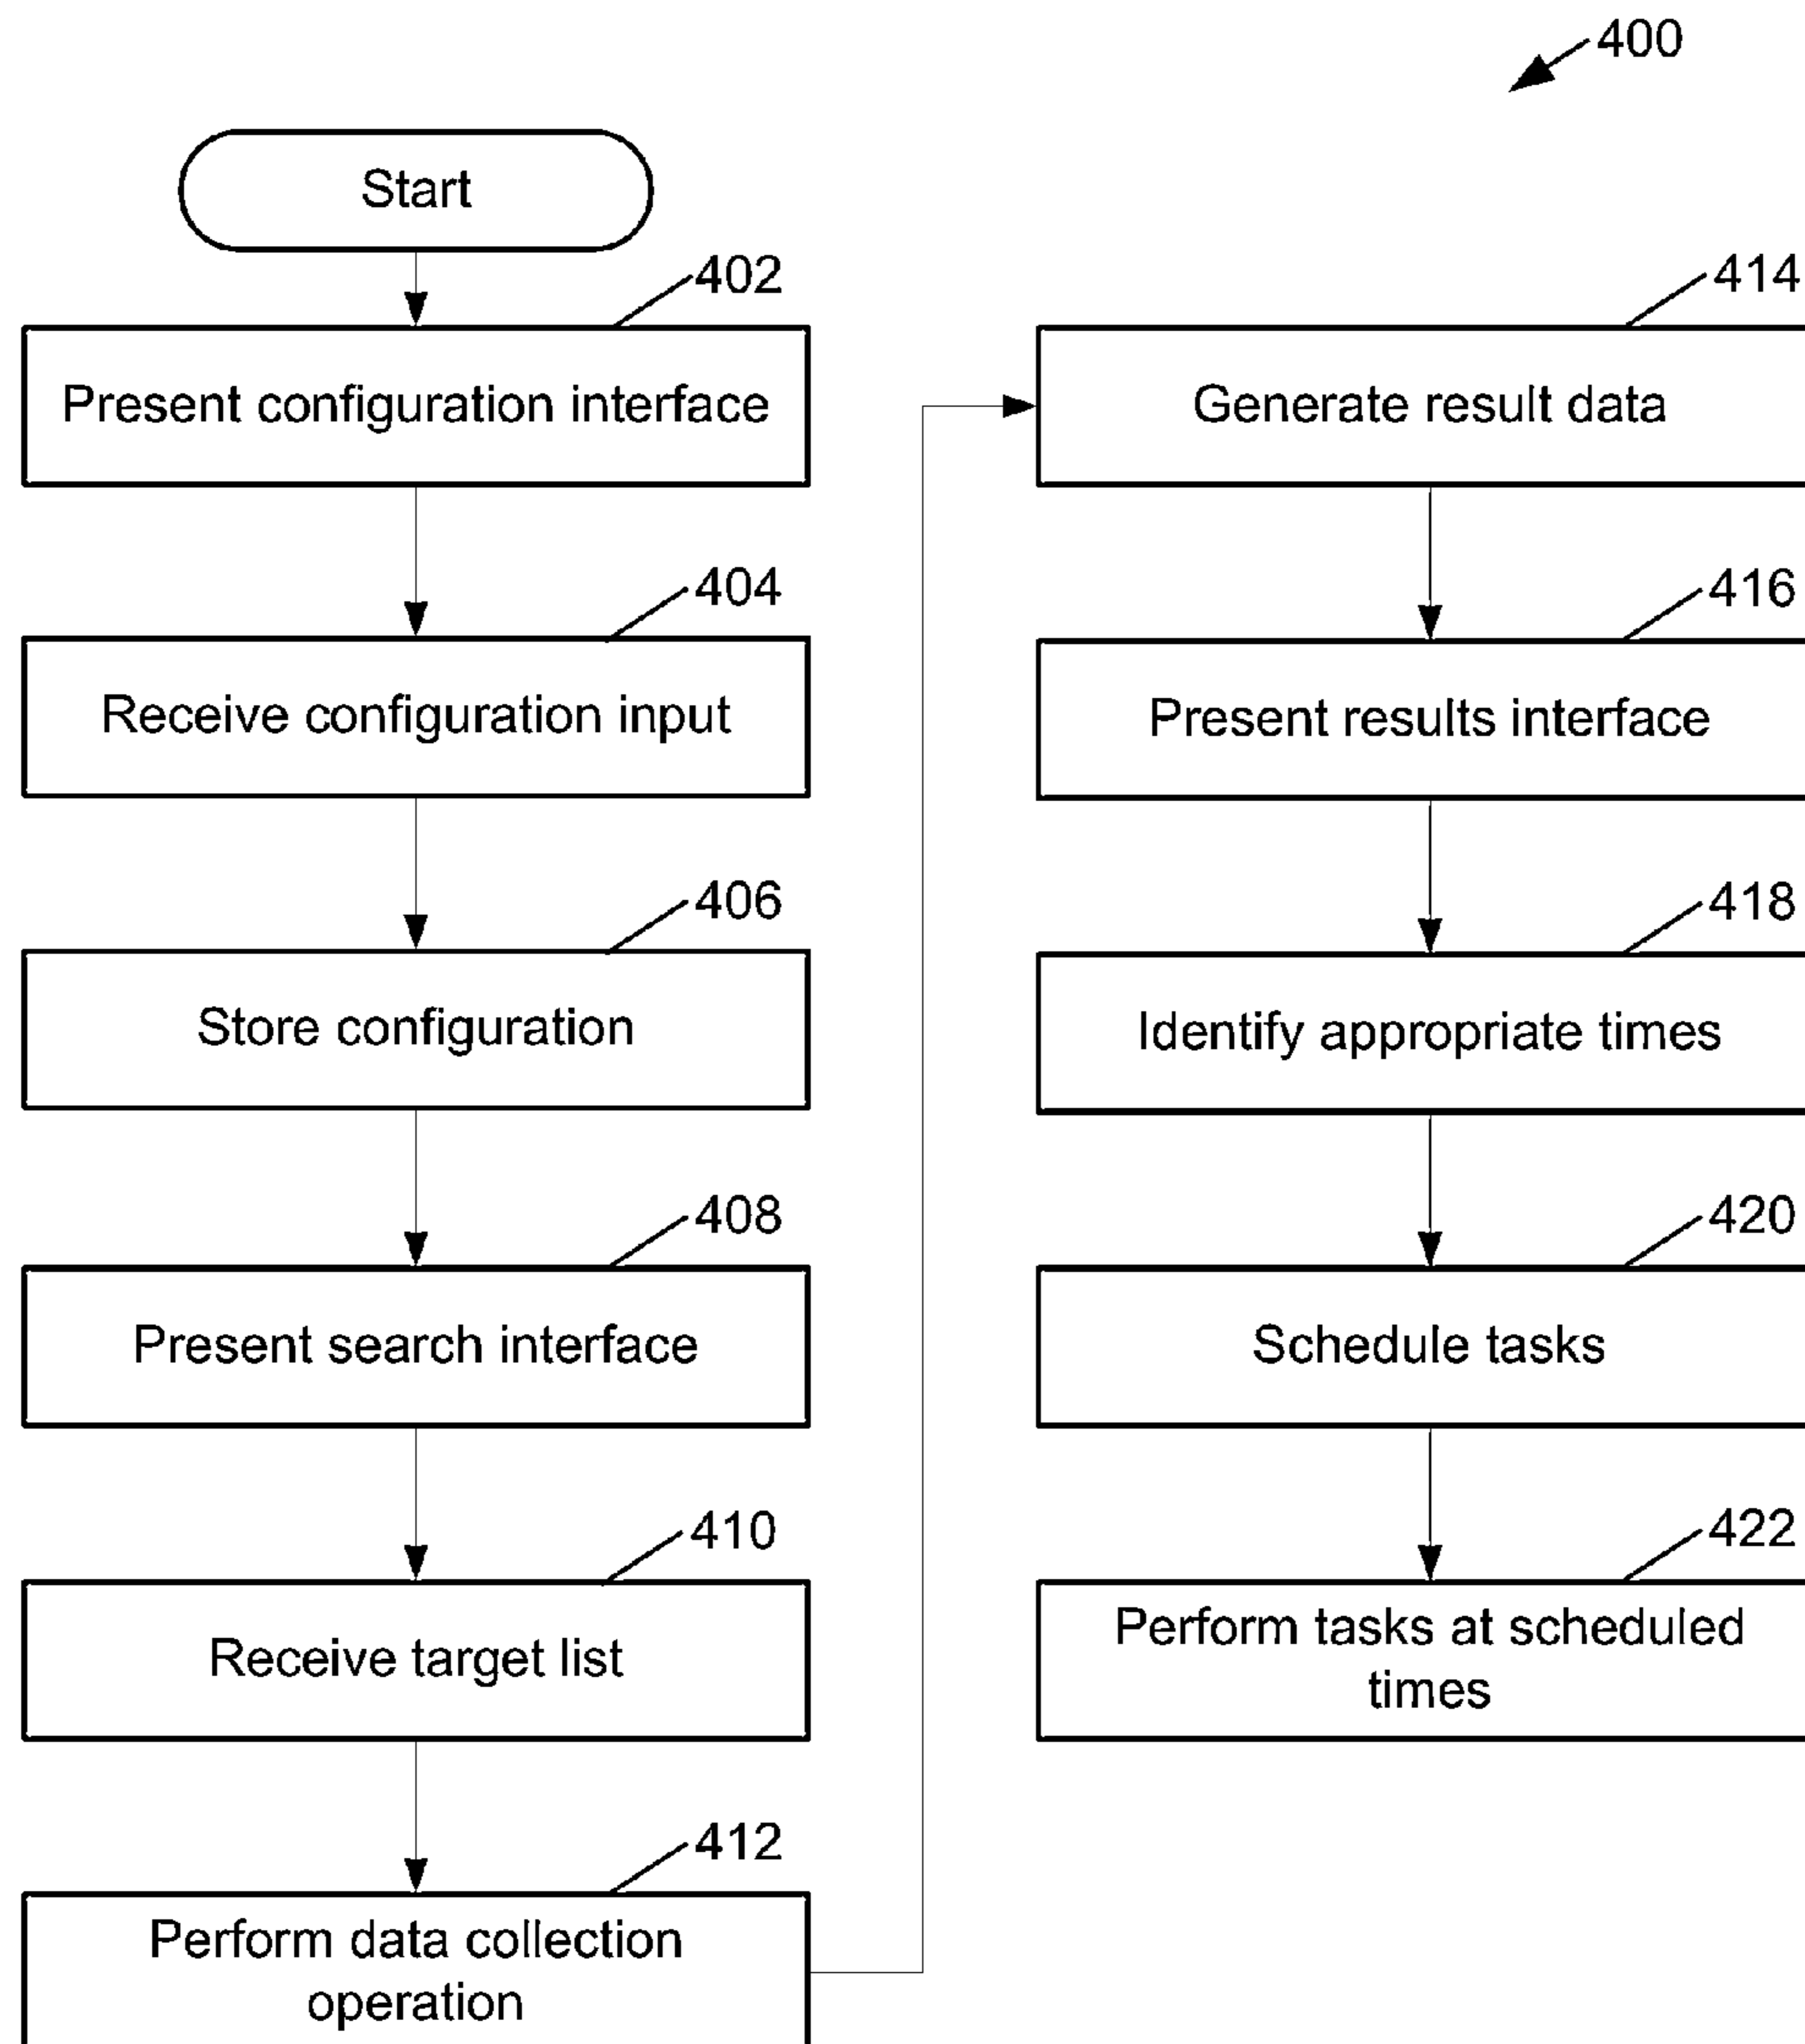 400
Start
402
Present configuration interface
404
Receive configuration input
406
Store configuration
408
Present search interface
410
Receive target list
412
Perform data collection
operation
414
Generate result data
416
Present results interface
418
Identify appropriate times
420
Schedule tasks
422
Perform tasks at scheduled
times